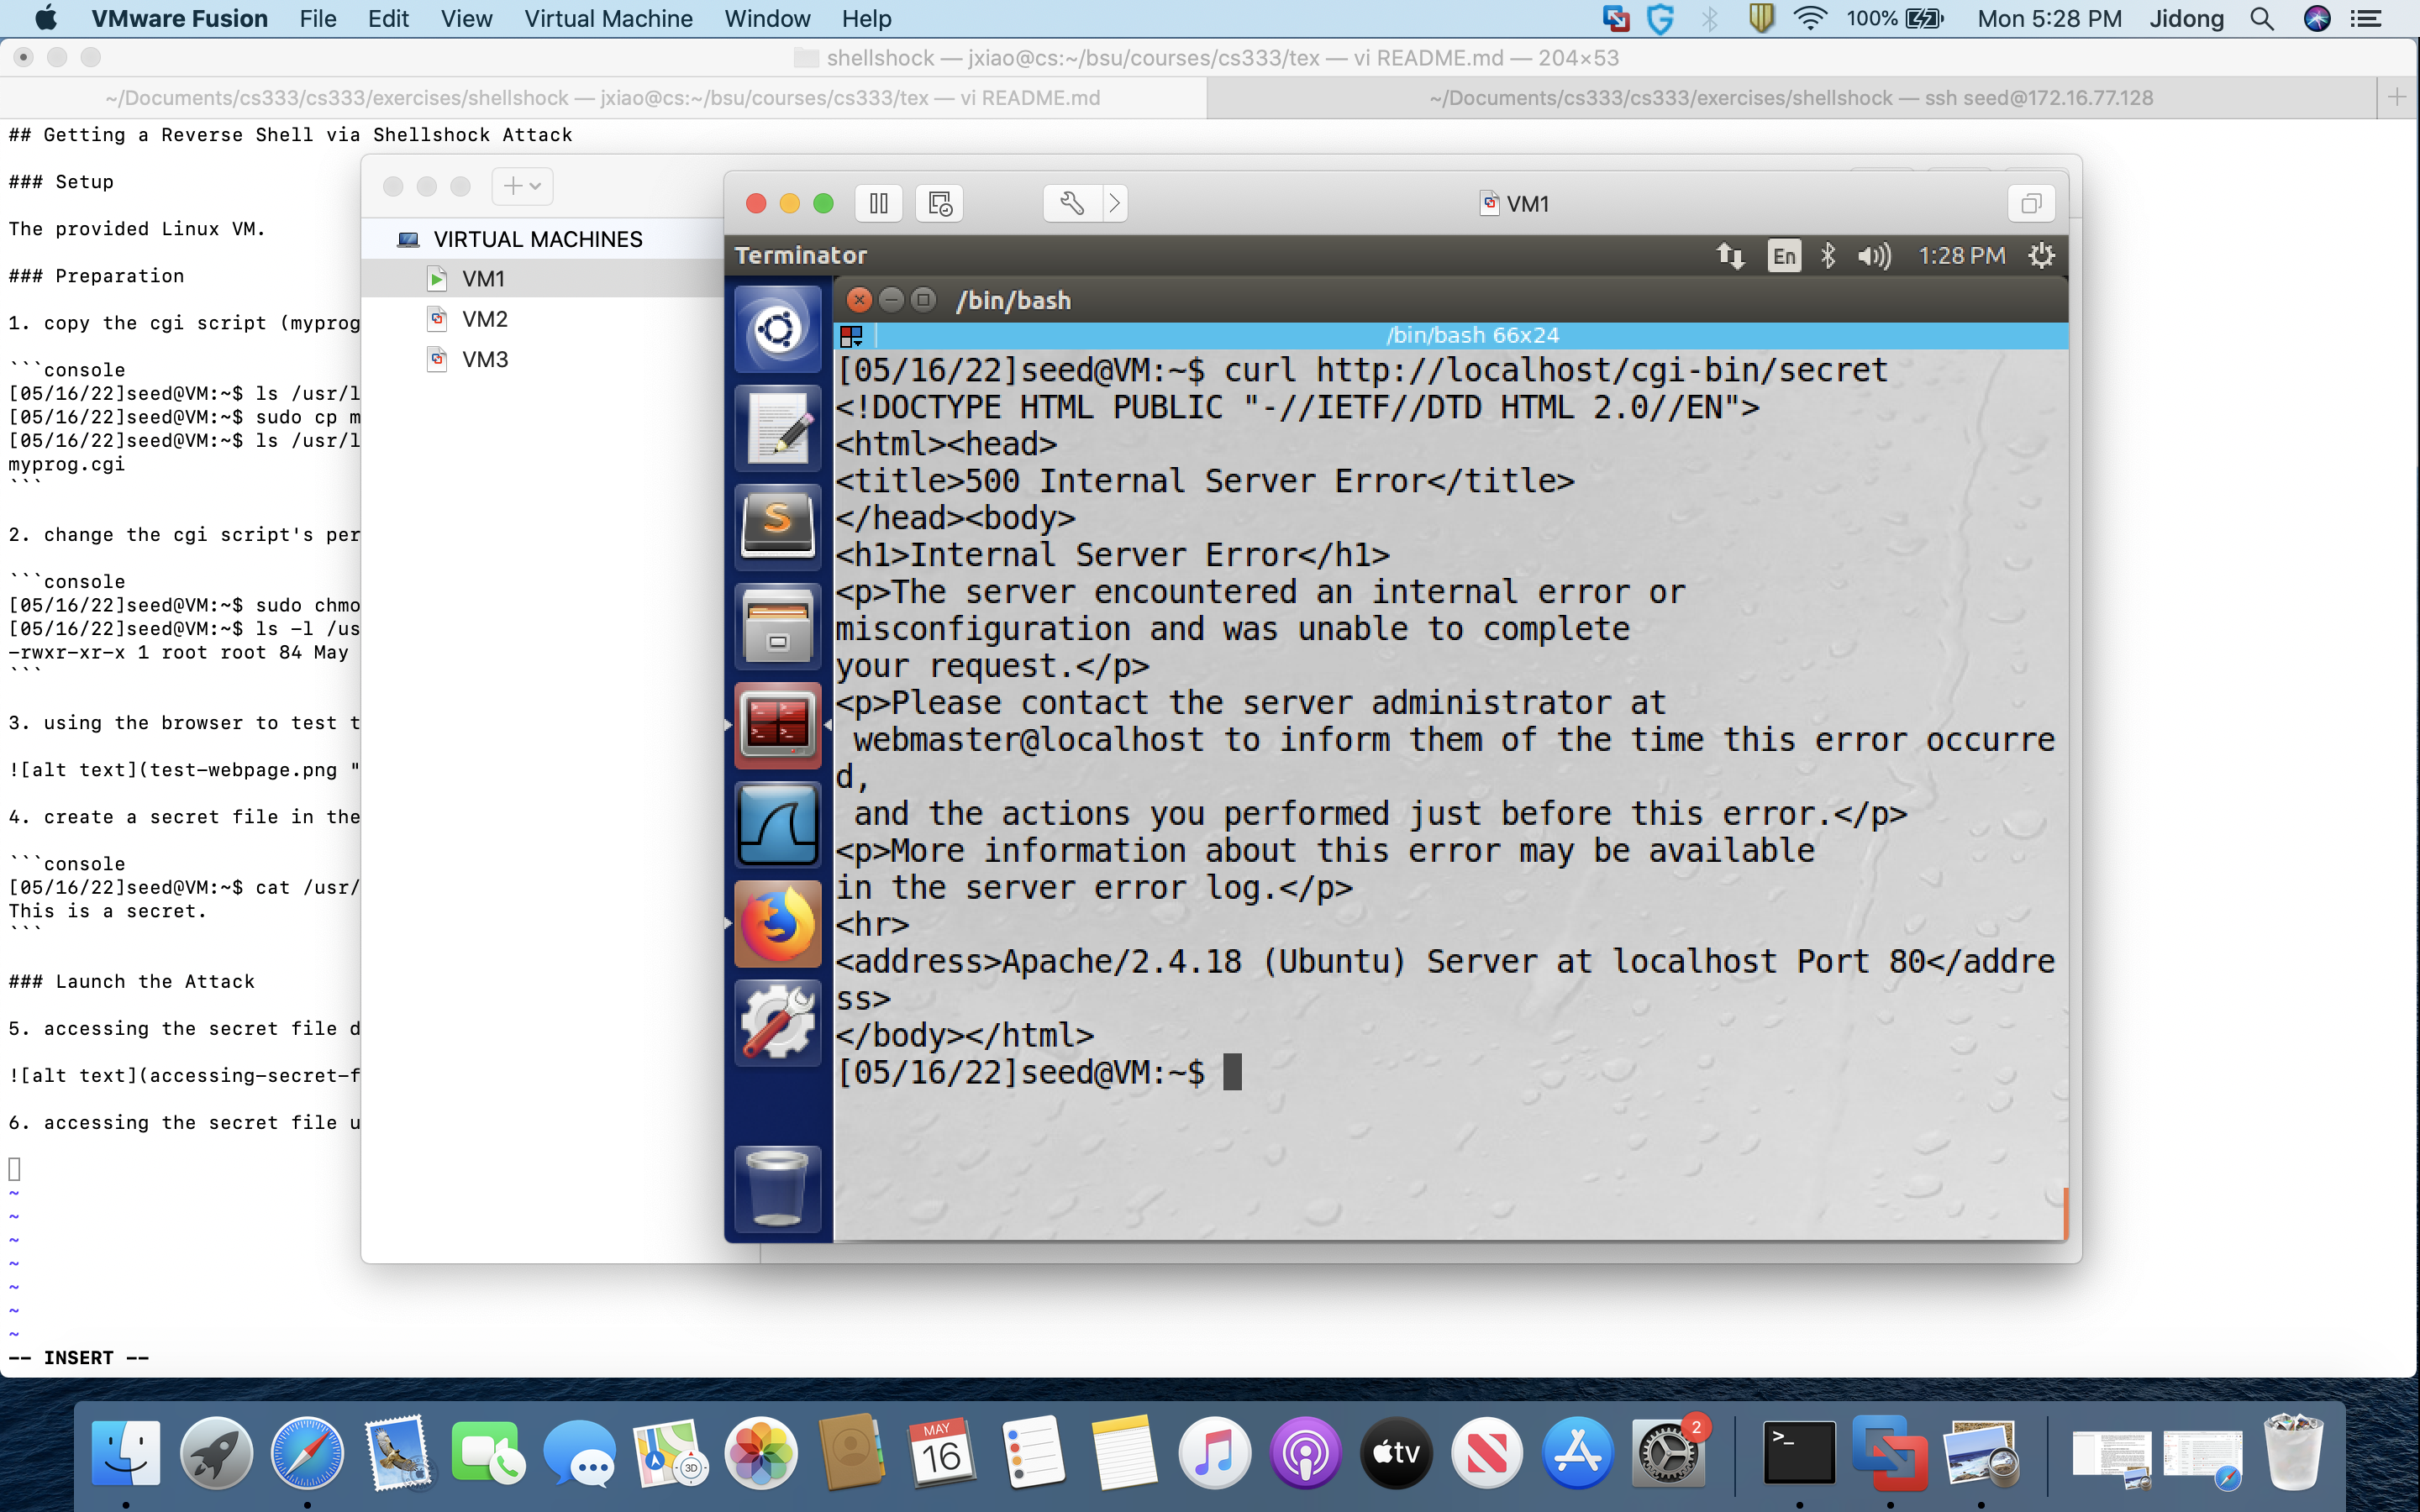 VMware Fusion File Edit View Virtual Machine Window Help 100% Mon 5:28 PM Jidong
shellshock — jxiao@cs:~/bsu/courses/cs333/tex — vi README.md — 204×53
~/Documents/cs333/cs333/exercises/shellshock — jxiao@cs:~/bsu/courses/cs333/tex — vi README.md
~/Documents/cs333/cs333/exercises/shellshock — ssh seed@172.16.77.128
## Getting a Reverse Shell via Shellshock Attack
### Setup
The provided Linux VM.
### Preparation
1. copy the cgi script (myprog
```console
[05/16/22]seed@VM:~$ ls /usr/l
[05/16/22]seed@VM:~$ sudo cp m
[05/16/22]seed@VM:~$ ls /usr/l
myprog.cgi
```
2. change the cgi script's per
```console
[05/16/22]seed@VM:~$ sudo chmo
[05/16/22]seed@VM:~$ ls -l /us
-rwxr-xr-x 1 root root 84 May
```
3. using the browser to test t
![alt text](test-webpage.png "
4. create a secret file in the
```console
[05/16/22]seed@VM:~$ cat /usr/
This is a secret.
```
### Launch the Attack
5. accessing the secret file d
![alt text](accessing-secret-f
6. accessing the secret file u
~
~
~
~
~
~
~
-- INSERT --
VIRTUAL MACHINES
VM1
VM2
VM3
VM1
Terminator En 1:28 PM
/bin/bash
/bin/bash 66x24
[05/16/22]seed@VM:~$ curl http://localhost/cgi-bin/secret
<!DOCTYPE HTML PUBLIC "-//IETF//DTD HTML 2.0//EN">
<html><head>
<title>500 Internal Server Error</title>
</head><body>
<h1>Internal Server Error</h1>
<p>The server encountered an internal error or
misconfiguration and was unable to complete
your request.</p>
<p>Please contact the server administrator at
 webmaster@localhost to inform them of the time this error occurre
d,
 and the actions you performed just before this error.</p>
<p>More information about this error may be available
in the server error log.</p>
<hr>
<address>Apache/2.4.18 (Ubuntu) Server at localhost Port 80</addre
ss>
</body></html>
[05/16/22]seed@VM:~$
3D
MAY
16
tv
2
>_